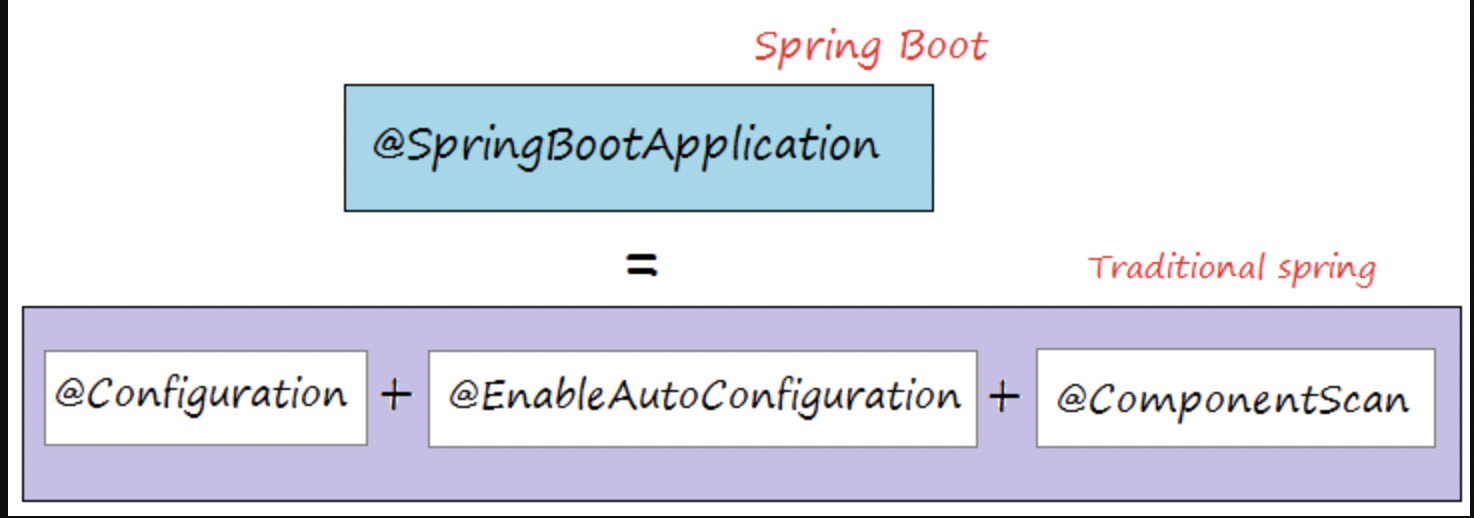 Spring Boot
@SpringBootApplication
=
Traditional spring
@Configuration + @EnableAutoConfiguration + @ComponentScan